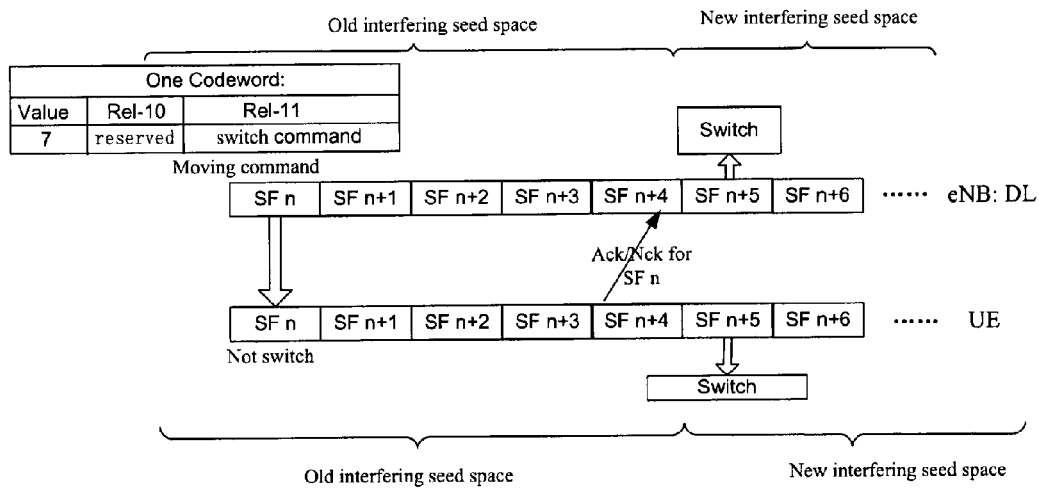 Old interfering seed space
New interfering seed space
One Codeword:
Value Rel-10 Rel-11
7 reserved switch command
Switch
Moving command
SF n SF n+1 SF n+2 SF n+3 SF n+4 SF n+5 SF n+6 ...... eNB: DL
Ack/Nck for
SF n
SF n SF n+1 SF n+2 SF n+3 SF n+4 SF n+5 SF n+6 ...... UE
Not switch
Switch
Old interfering seed space
New interfering seed space